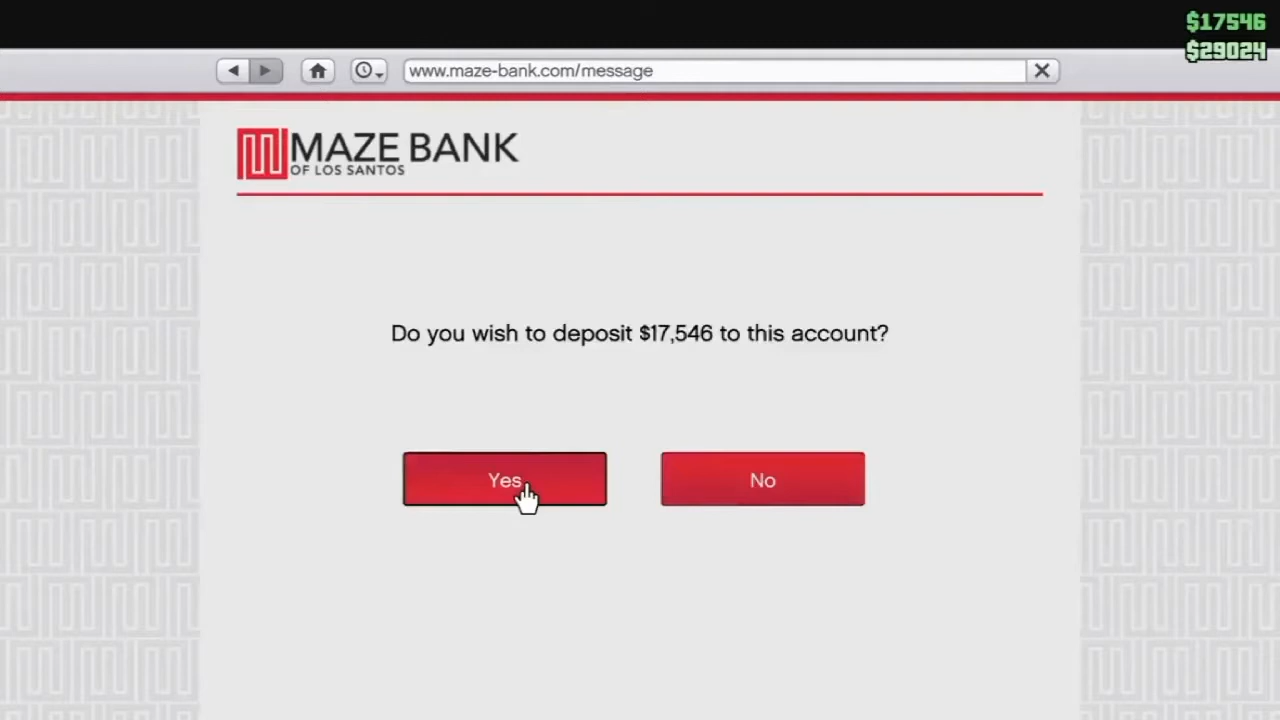 $17546
$29024
www.maze-bank.com/message
MAZE BANK
OF LOS SANTOS
Do you wish to deposit $17,546 to this account?
Yes
No